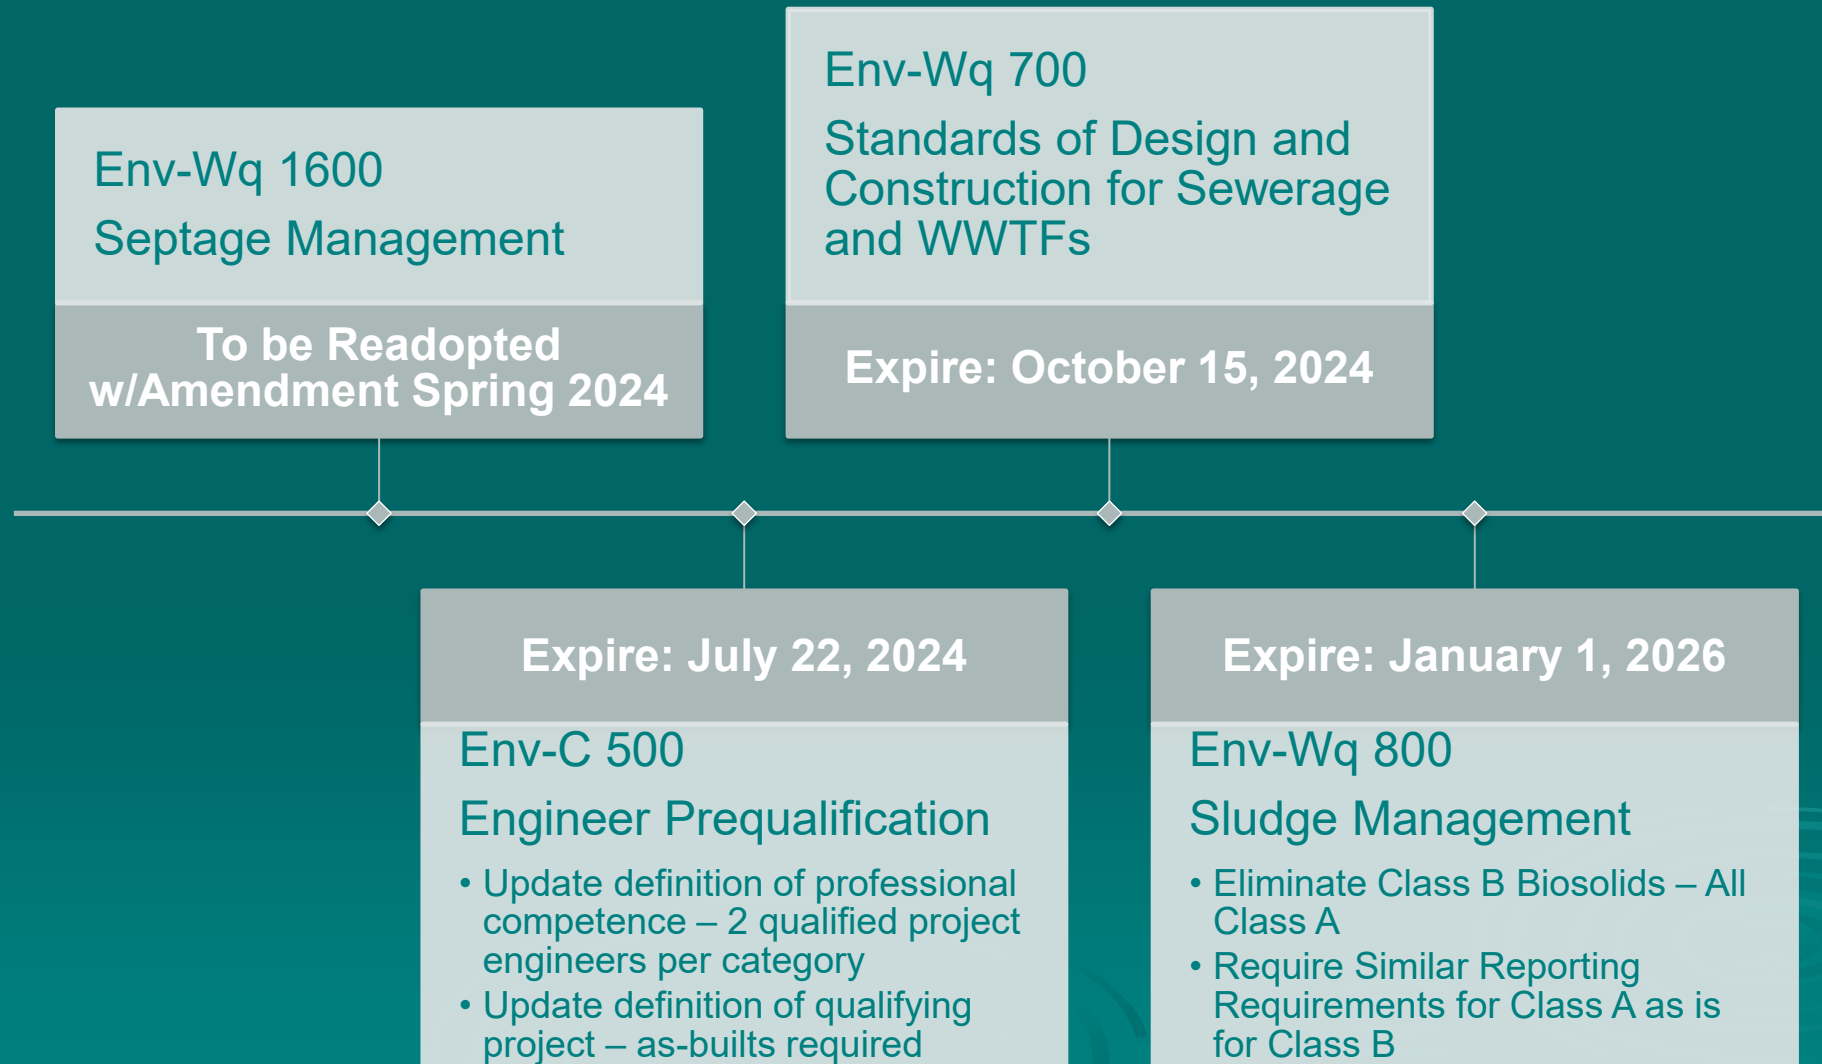 Env-Wq 1600
Septage Management
To be Readopted
w/Amendment Spring 2024
Env-Wq 700
Standards of Design and
Construction for Sewerage
and WWTFs
Expire: October 15, 2024
Expire: July 22, 2024
Env-C 500
Engineer Prequalification
• Update definition of professional
competence – 2 qualified project
engineers per category
• Update definition of qualifying
project – as-builts required
Expire: January 1, 2026
Env-Wq 800
Sludge Management
• Eliminate Class B Biosolids – All
Class A
• Require Similar Reporting
Requirements for Class A as is
for Class B